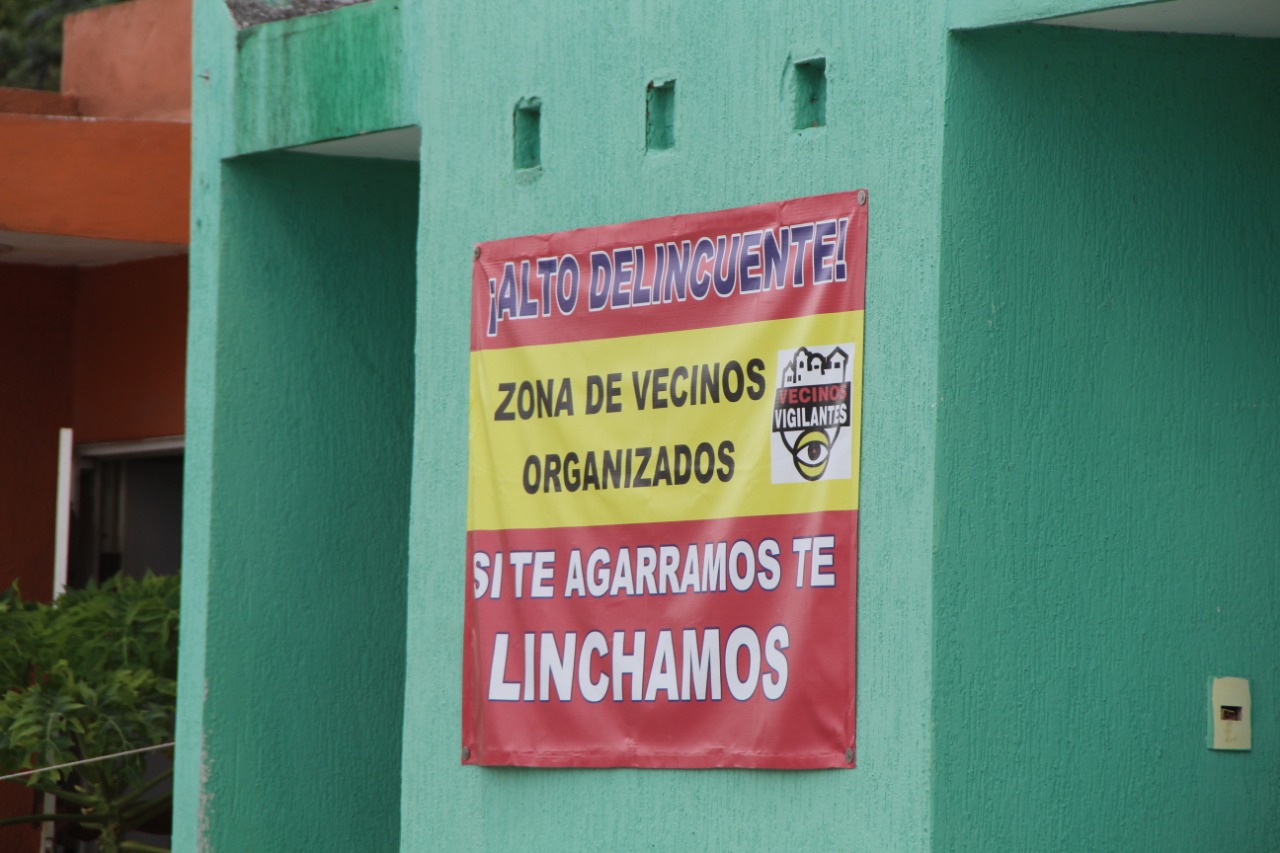 ¡ALTO DELINCUENTE!
ZONA DE VECINOS
ORGANIZADOS
VECINOS
VIGILANTES
SI TE AGARRAMOS TE
LINCHAMOS